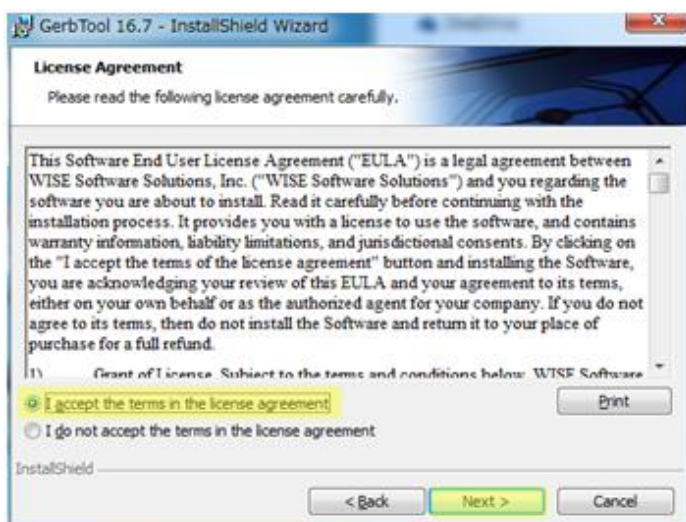 GerbTool 16.7 - InstallShield Wizard
License Agreement
Please read the following license agreement carefully.
This Software End User License Agreement ("EULA") is a legal agreement between
WISE Software Solutions, Inc. ("WISE Software Solutions") and you regarding the
software you are about to install. Read it carefully before continuing with the
installation process. It provides you with a license to use the software, and contains
warranty information, liability limitations, and jurisdictional consents. By clicking on
the "I accept the terms of the license agreement" button and installing the Software,
you are acknowledging your review of this EULA and your agreement to its terms,
either on your own behalf or as the authorized agent for your company. If you do not
agree to its terms, then do not install the Software and return it to your place of
purchase for a full refund.
1) Grant of License. Subject to the terms and conditions below, WISE Software
I accept the terms in the license agreement
Print
I do not accept the terms in the license agreement
InstallShield
< Back
Next >
Cancel